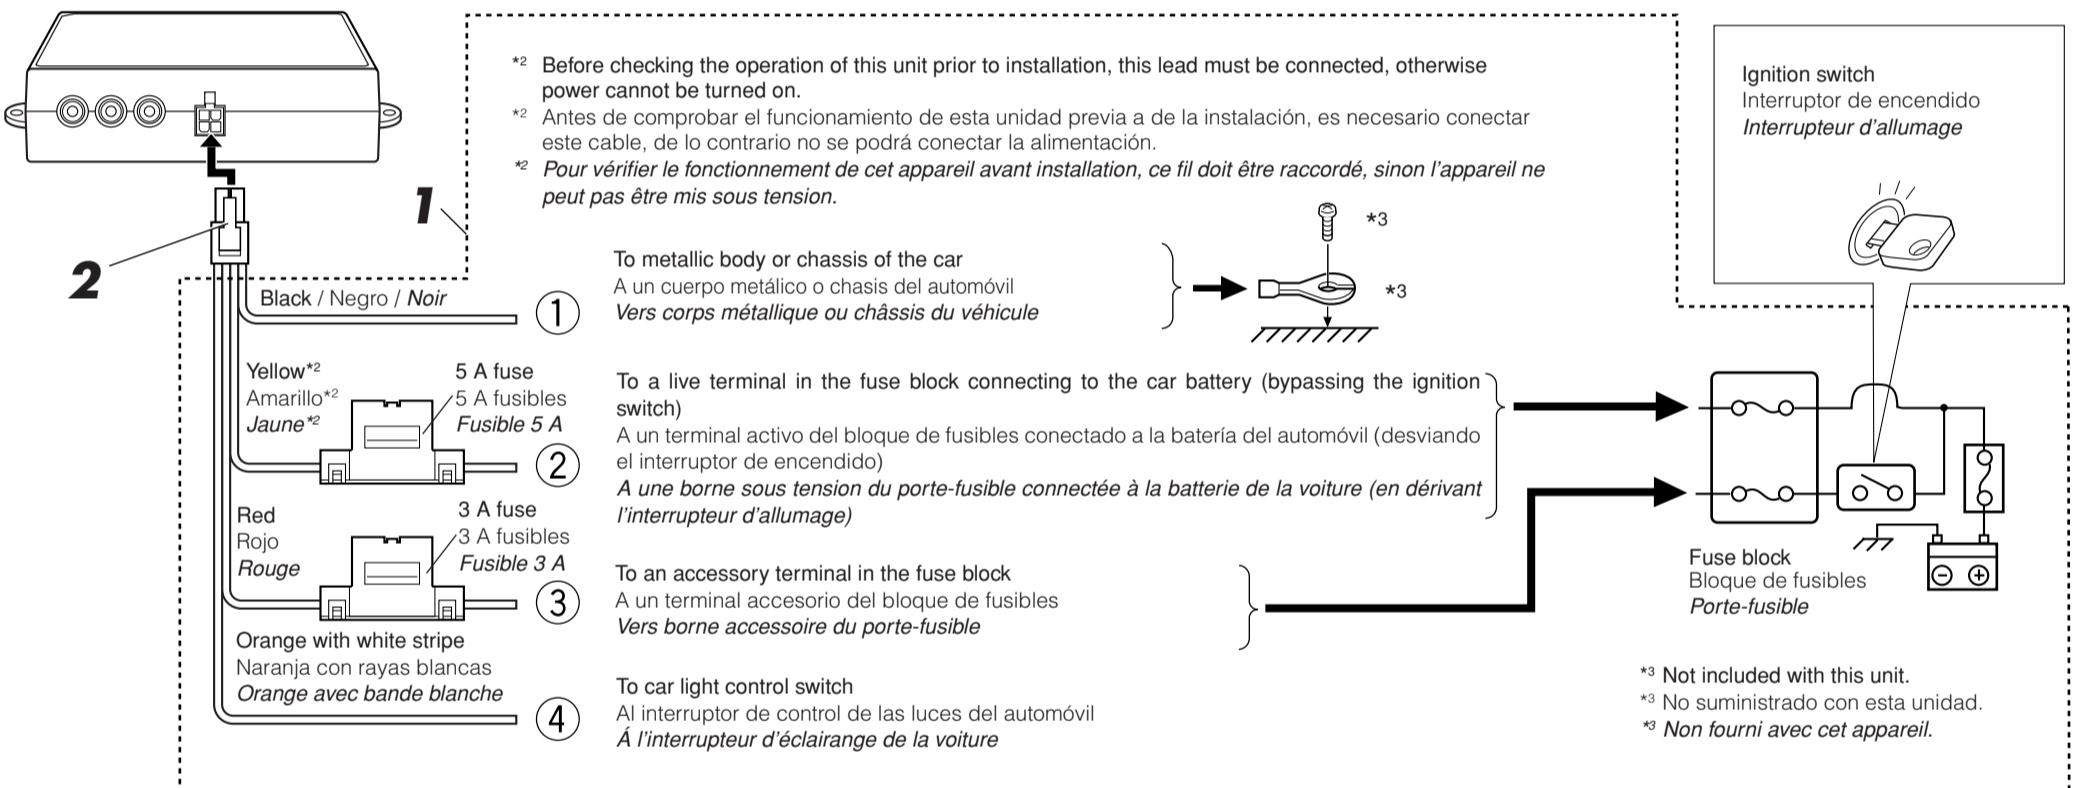 *2 Before checking the operation of this unit prior to installation, this lead must be connected, otherwise
power cannot be turned on.
*2 Antes de comprobar el funcionamiento de esta unidad previa a de la instalación, es necesario conectar
este cable, de lo contrario no se podrá conectar la alimentación.
*2 Pour vérifier le fonctionnement de cet appareil avant installation, ce fil doit être raccordé, sinon l'appareil ne
peut pas être mis sous tension.
Ignition switch
Interruptor de encendido
Interrupteur d'allumage
1
2
*3
*3
Black / Negro / Noir
①
To metallic body or chassis of the car
A un cuerpo metálico o chasis del automóvil
Vers corps métallique ou châssis du véhicule
Yellow*2
Amarillo*2
Jaune*2
5 A fuse
5 A fusibles
Fusible 5 A
②
To a live terminal in the fuse block connecting to the car battery (bypassing the ignition
switch)
A un terminal activo del bloque de fusibles conectado a la batería del automóvil (desviando
el interruptor de encendido)
A une borne sous tension du porte-fusible connectée à la batterie de la voiture (en dérivant
l'interrupteur d'allumage)
Red
Rojo
Rouge
3 A fuse
3 A fusibles
Fusible 3 A
③
To an accessory terminal in the fuse block
A un terminal accesorio del bloque de fusibles
Vers borne accessoire du porte-fusible
Fuse block
Bloque de fusibles
Porte-fusible
Orange with white stripe
Naranja con rayas blancas
Orange avec bande blanche
④
To car light control switch
Al interruptor de control de las luces del automóvil
Á l'interrupteur d'éclairange de la voiture
*3 Not included with this unit.
*3 No suministrado con esta unidad.
*3 Non fourni avec cet appareil.